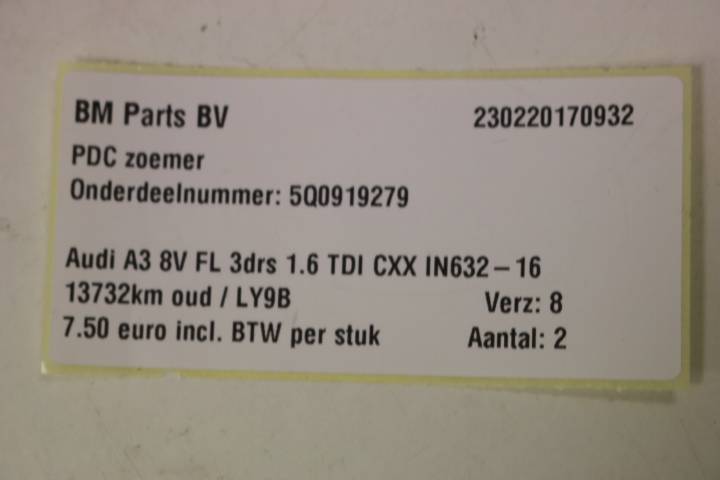 BM Parts BV 230220170932
PDC zoemer
Onderdeelnummer: 5Q0919279
Audi A3 8V FL 3drs 1.6 TDI CXX IN632-16
13732km oud / LY9B Verz: 8
7.50 euro incl. BTW per stuk Aantal: 2